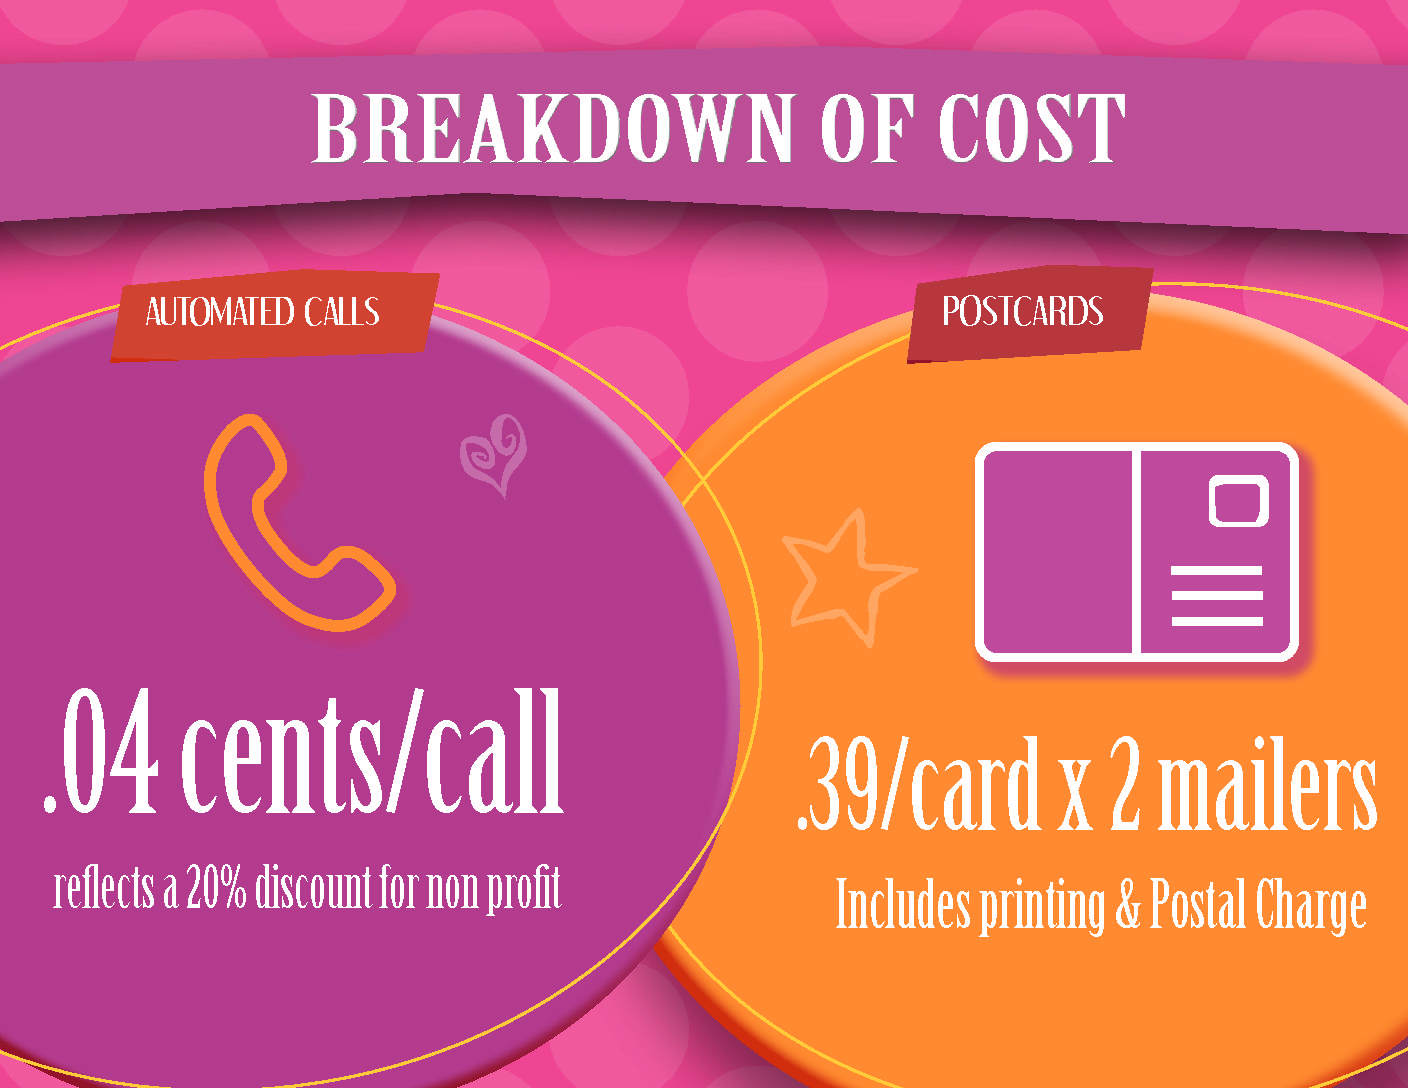 BREAKDOWN OF COST
AUTOMATED CALLS
.04 cents/call
reflects a 20% discount for non profit
POSTCARDS
.39/card x 2 mailers
Includes printing & Postal Charge